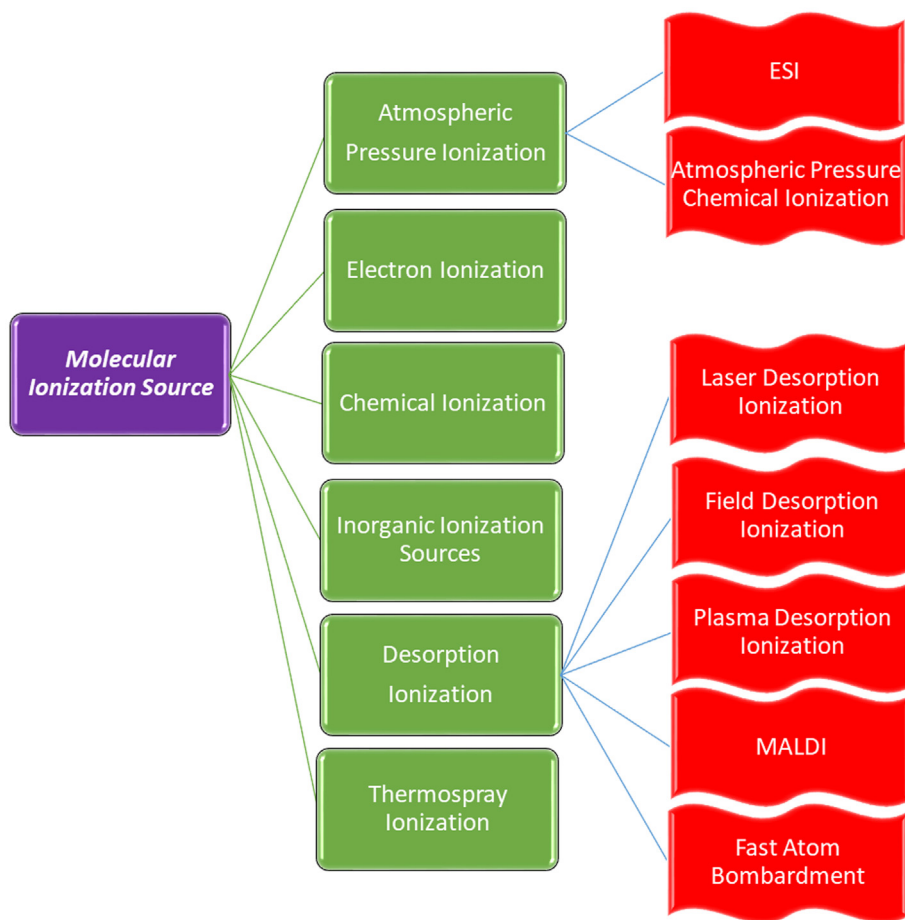 Molecular
Ionization Source
Atmospheric
Pressure Ionization
Electron Ionization
Chemical Ionization
Inorganic Ionization
Sources
Desorption
Ionization
Thermospray
Ionization
ESI
Atmospheric Pressure
Chemical Ionization
Laser Desorption
Ionization
Field Desorption
Ionization
Plasma Desorption
Ionization
MALDI
Fast Atom
Bombardment